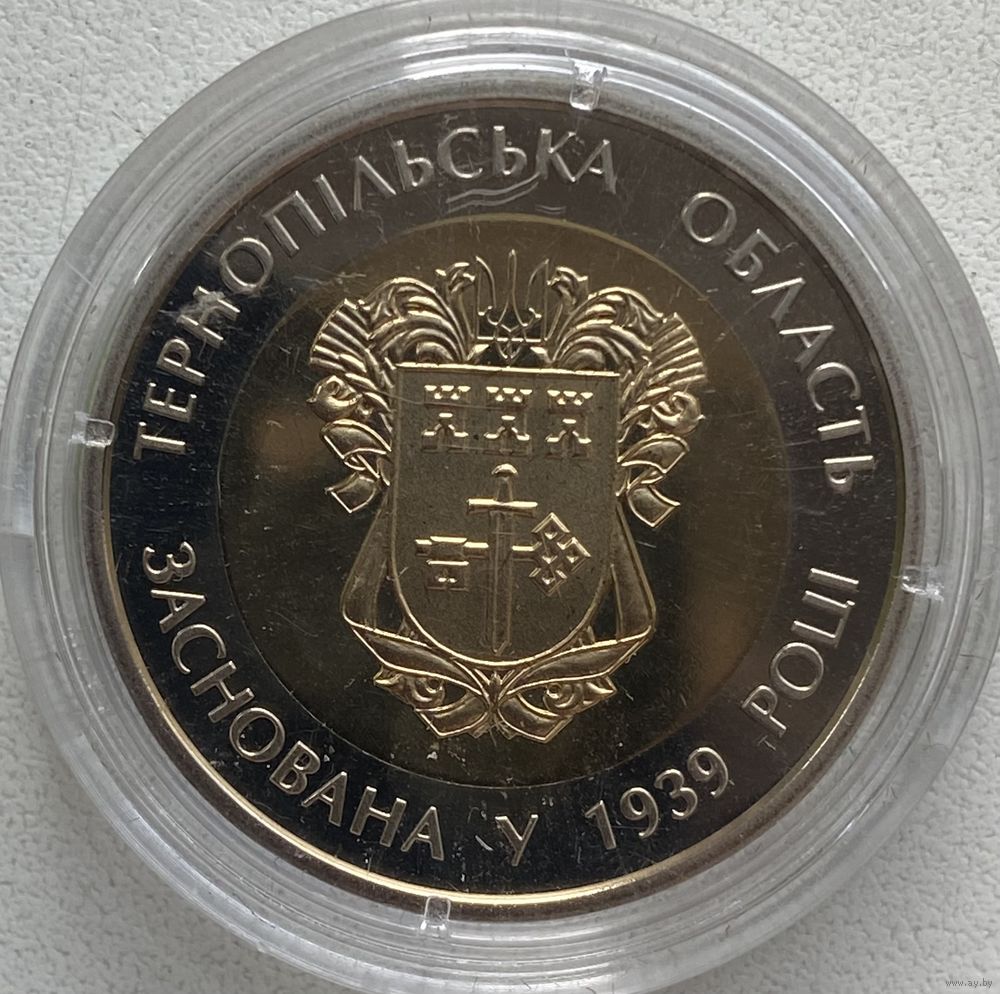 ТЕРНОПІЛЬСЬКА ОБЛАСТЬ
ЗАСНОВАНА У 1939 РОЦІ
www.ay.by